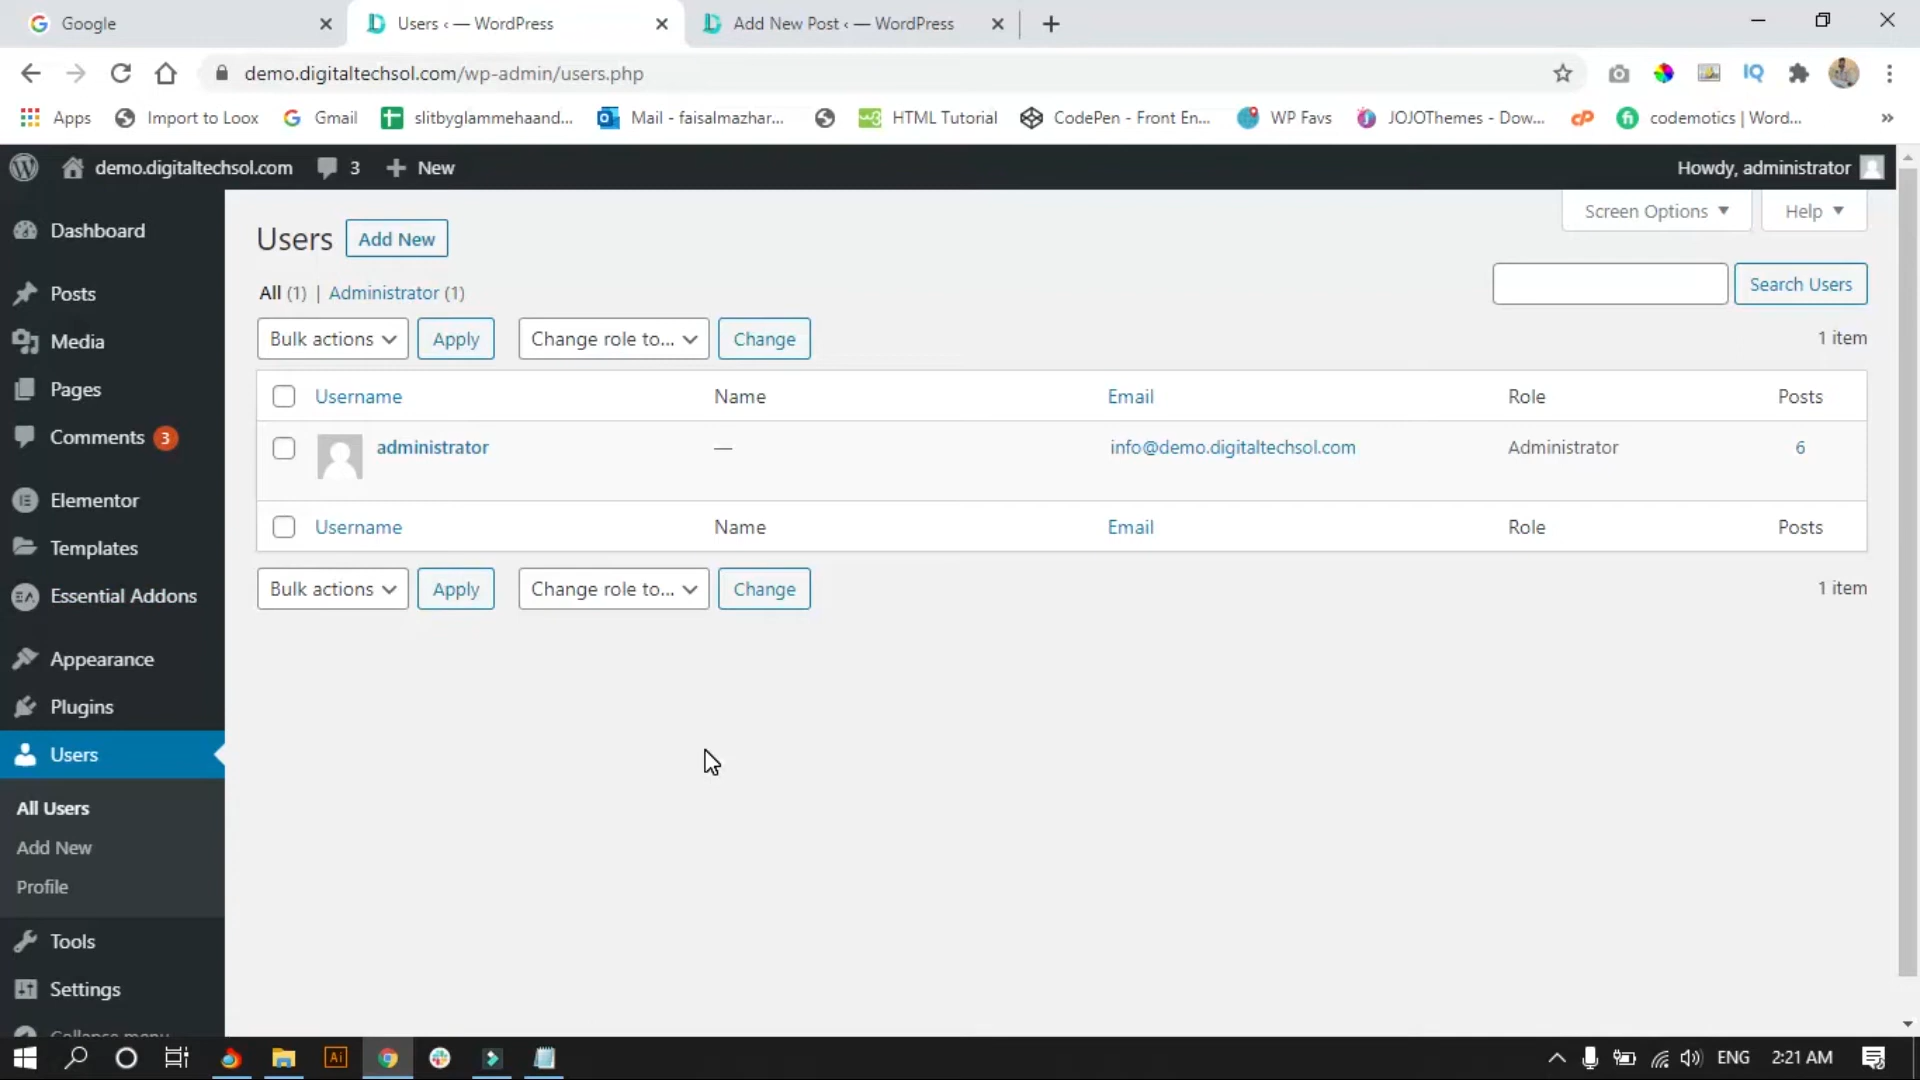 Google
Users ‹ — WordPress
Add New Post ‹ — WordPress
demo.digitaltechsol.com/wp-admin/users.php
IQ
Apps
Import to Loox
Gmail
slitbyglammehaand...
Mail - faisalmazhar...
HTML Tutorial
CodePen - Front En...
WP Favs
JOJOThemes - Dow...
codemotics | Word...
»
demo.digitaltechsol.com
3
New
Howdy, administrator
Screen Options
Help
Dashboard
Posts
Media
Pages
Comments 3
Elementor
Templates
Essential Addons
Appearance
Plugins
Users
All Users
Add New
Profile
Tools
Settings
Collapse menu
Users
Add New
All (1) | Administrator (1)
Search Users
Bulk actions
Apply
Change role to...
Change
1 item
Username Name Email Role Posts
administrator — info@demo.digitaltechsol.com Administrator 6
Username Name Email Role Posts
Bulk actions
Apply
Change role to...
Change
1 item
Ai
ENG
2:21 AM